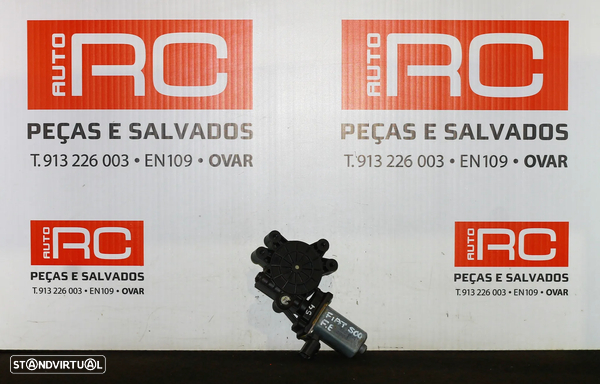 AUTO RC
PEÇAS E SALVADOS
T. 913 226 003 • EN109 • OVAR
AUTO RC
PEÇAS E SALVADOS
T. 913 226 003 • EN109 • OVAR
AUTO RC
PEÇAS E SALVADOS
T. 913 226 003 • EN109 • OVAR
AUTO RC
PEÇAS E SALVADOS
T. 913 226 003 • EN109 • OVAR
FIAT 500
F.E
STANDVIRTUAL